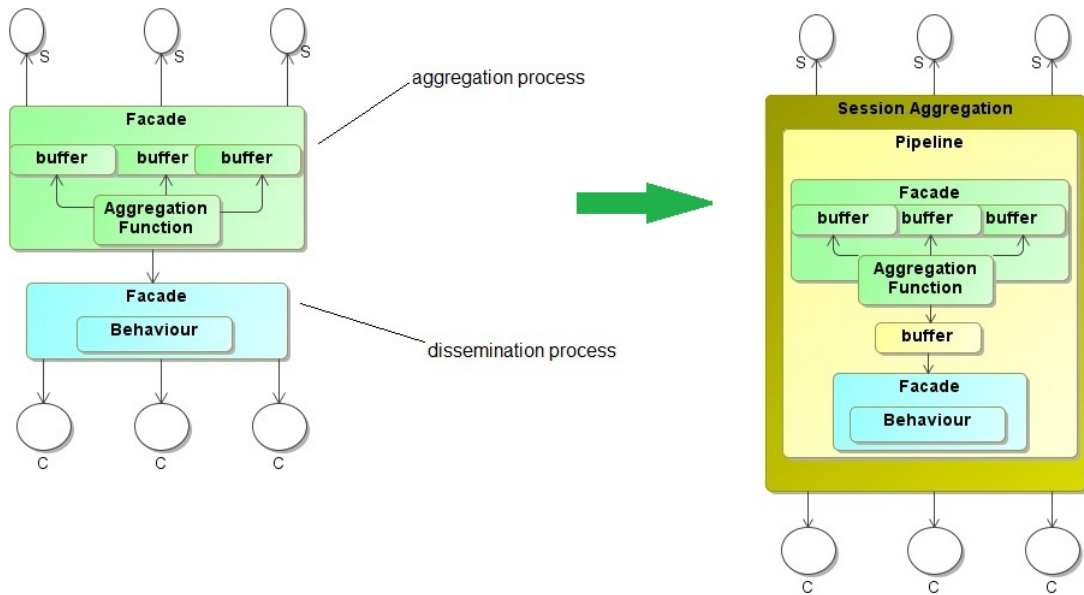 S
S
S
Facade
buffer
buffer
buffer
Aggregation
Function
aggregation process
Facade
Behaviour
dissemination process
C
C
C
S
S
S
Session Aggregation
Pipeline
Facade
buffer
buffer
buffer
Aggregation
Function
buffer
Facade
Behaviour
C
C
C